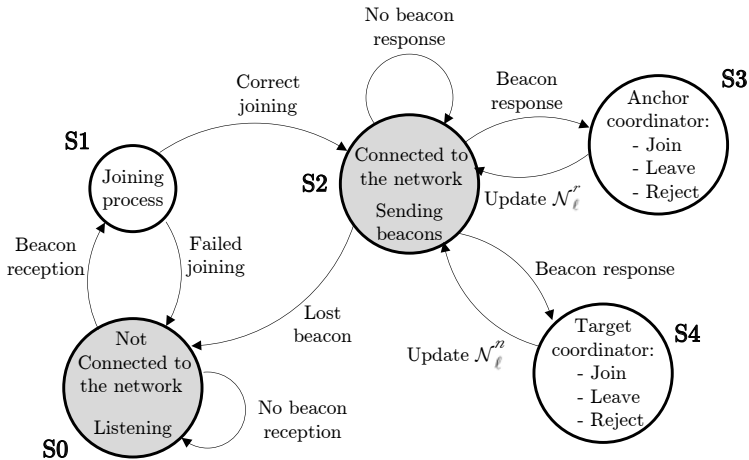 No beacon
response
S3
Correct
joining
Beacon
response
Anchor
coordinator:
- Join
- Leave
- Reject
S1
Joining
process
S2
Connected to
the network
Sending
beacons
Update 𝒩ℓʳ
Beacon
reception
Failed
joining
Beacon response
Lost
beacon
Update 𝒩ℓⁿ
Target
coordinator:
- Join
- Leave
- Reject
S4
Not
Connected to
the network
Listening
No beacon
reception
S0